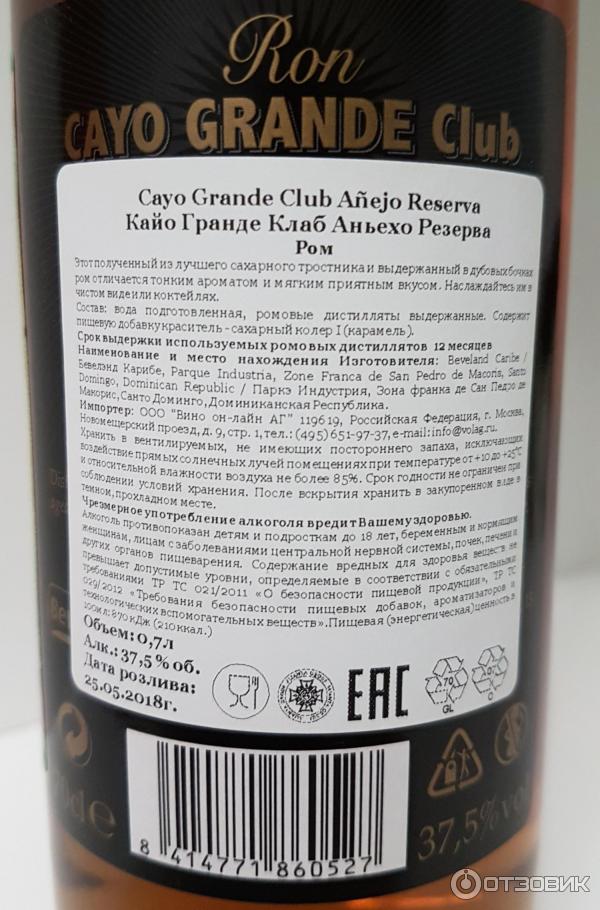 Ron
CAYO GRANDE Club
Cayo Grande Club Añejo Reserva
Кайо Гранде Клаб Аньехо Резерва
Ром
Этот полученный из лучшего сахарного тростника и выдержанный в дубовых бочках
ром отличается тонким ароматом и мягким приятным вкусом. Наслаждайтесь им в
чистом виде или коктейлях.
Состав: вода подготовленная, ромовые дистилляты выдержанные. Содержит
пищевую добавку краситель - сахарный колер I (карамель).
Срок выдержки используемых ромовых дистиллятов 12 месяцев
Наименование и место нахождения Изготовителя: Beveland Caribe /
Бевелэнд Карибе, Parque Industria, Zone Franca de San Pedro de Macoris, Santo
Domingo, Dominican Republic / Паркэ Индустрия, Зона франка де Сан Педро де
Макорис, Санто Доминго, Доминиканская Республика.
Импортер: ООО "Вино он-лайн АГ" 119619, Российская Федерация, г. Москва,
Новомещерский проезд, д. 9, стр. 1, тел.: (495) 651-97-37, e-mail: info@volag.ru
Хранить в вентилируемых, не имеющих постороннего запаха, исключающих
воздействие прямых солнечных лучей помещениях при температуре от +10 до +25°C
и относительной влажности воздуха не более 85%. Срок годности не ограничен при
соблюдении условий хранения. После вскрытия хранить в закупоренном виде в
темном, прохладном месте.
Чрезмерное употребление алкоголя вредит Вашему здоровью.
Алкоголь противопоказан детям и подросткам до 18 лет, беременным и кормящим
женщинам, лицам с заболеваниями центральной нервной системы, почек, печени и
других органов пищеварения. Содержание вредных для здоровья веществ не
превышает допустимые уровни, определяемые в соответствии с обязательными
требованиями ТР ТС 021/2011 «О безопасности пищевой продукции», ТР ТС
029/2012 «Требования безопасности пищевых добавок, ароматизаторов и
технологических вспомогательных веществ». Пищевая (энергетическая) ценность в
100мл: 870 кДж (210 ккал.)
Объем: 0,7л
Алк.: 37,5% об.
Дата розлива:
25.05.2018г.
EAC
70
GL
20
8 414771 860527
0cl e
37,5%vol
ОТЗОВИК